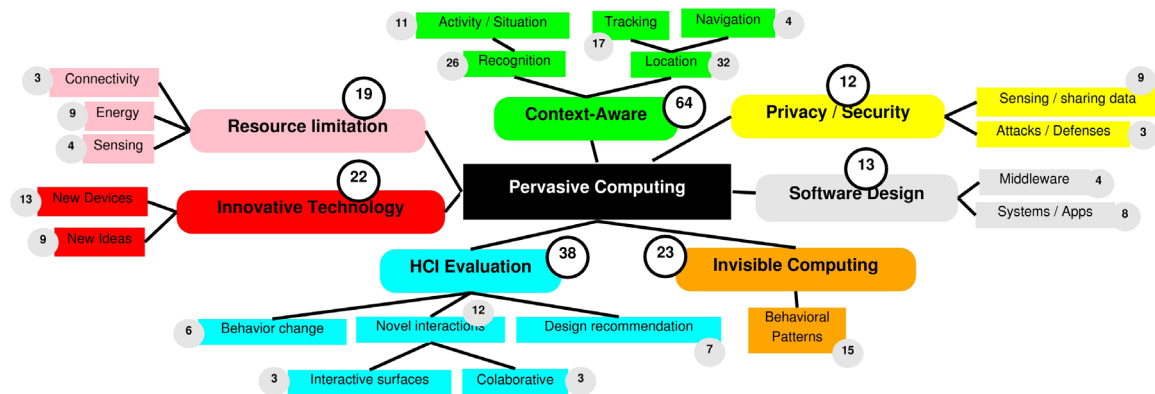 11 Activity / Situation
Tracking
17
Navigation 4
26 Recognition
Location 32
3 Connectivity
9 Energy
4 Sensing
19
Resource limitation
64
Context-Aware
12
Privacy / Security
9
Sensing / sharing data
Attacks / Defenses 3
Pervasive Computing
22
Innovative Technology
13 New Devices
9 New Ideas
13
Software Design
Middleware 4
Systems / Apps 8
HCI Evaluation 38
23 Invisible Computing
6 Behavior change
12
Novel interactions
Design recommendation
7
3 Interactive surfaces
Colaborative 3
Behavioral
Patterns
15